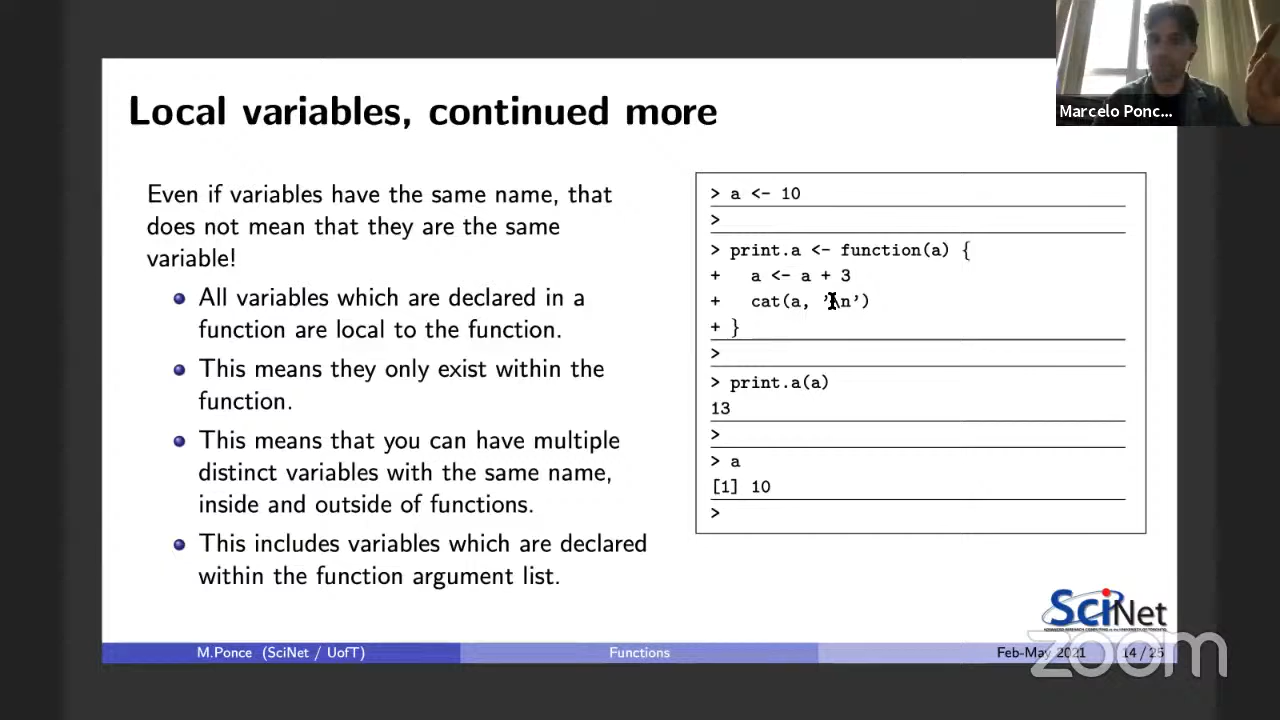 Local variables, continued more
Marcelo Ponc...
Even if variables have the same name, that
does not mean that they are the same
variable!
All variables which are declared in a
function are local to the function.
This means they only exist within the
function.
This means that you can have multiple
distinct variables with the same name,
inside and outside of functions.
This includes variables which are declared
within the function argument list.
> a <- 10
>
> print.a <- function(a) {
+ a <- a + 3
+ cat(a, '\n')
+ }
>
> print.a(a)
13
>
> a
[1] 10
>
SciNet
M.Ponce (SciNet / UofT)
Functions
Feb-May 2021
14 / 25
zoom